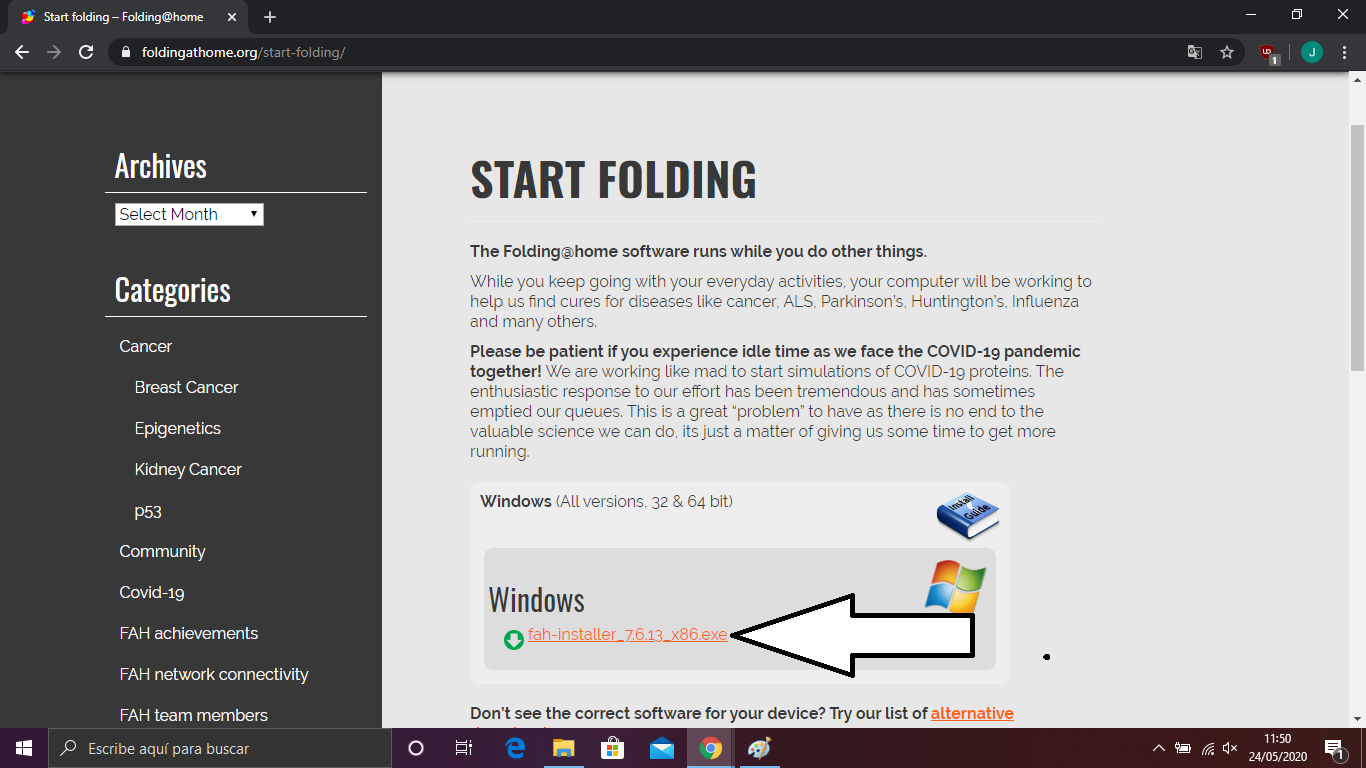 Start folding – Folding@home
foldingathome.org/start-folding/
UD
1
J
Archives
Select Month
Categories
Cancer
Breast Cancer
Epigenetics
Kidney Cancer
p53
Community
Covid-19
FAH achievements
FAH network connectivity
FAH team members
START FOLDING
The Folding@home software runs while you do other things.
While you keep going with your everyday activities, your computer will be working to
help us find cures for diseases like cancer, ALS, Parkinson's, Huntington's, Influenza
and many others.
Please be patient if you experience idle time as we face the COVID-19 pandemic
together! We are working like mad to start simulations of COVID-19 proteins. The
enthusiastic response to our effort has been tremendous and has sometimes
emptied our queues. This is a great “problem” to have as there is no end to the
valuable science we can do, its just a matter of giving us some time to get more
running.
Windows (All versions, 32 & 64 bit)
Install
Guide
Windows
fah-installer_7.6.13_x86.exe
Don't see the correct software for your device? Try our list of alternative
Escribe aquí para buscar
11:50
24/05/2020
1